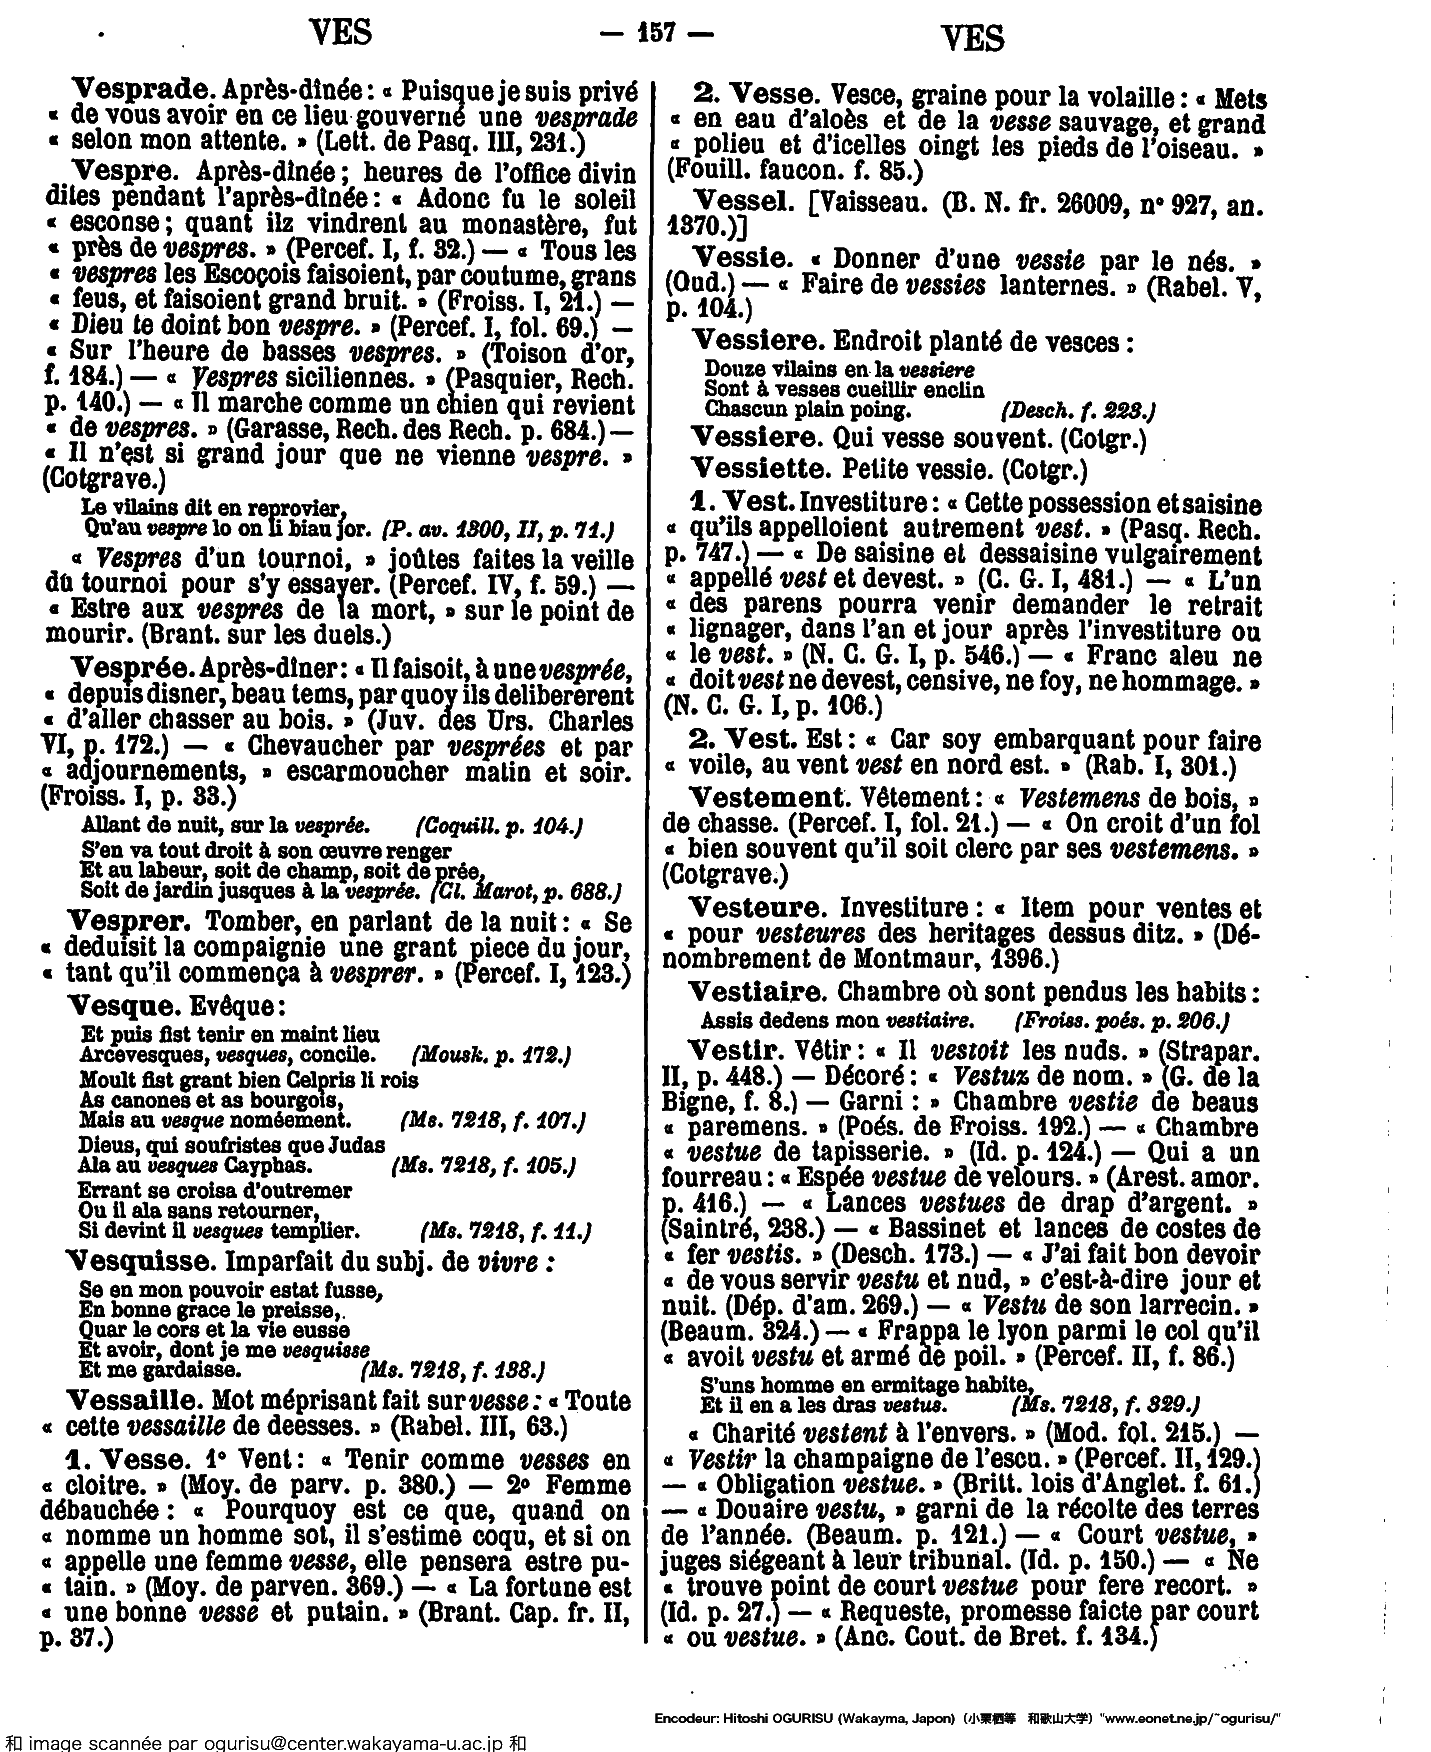 VES
— 157 —
VES
Vesprade. Après-dînée : « Puisque je suis privé
« de vous avoir en ce lieu gouverné une vesprade
« selon mon attente. » (Lett. de Pasq. III, 231.)
Vespre. Après-dînée ; heures de l'office divin
dites pendant l'après-dînée : « Adonc fu le soleil
« esconse ; quant ilz vindrent au monastère, fut
« près de vespres. » (Percef. I, f. 32.) — « Tous les
« vespres les Escoçois faisoient, par coutume, grans
« feus, et faisoient grand bruit. » (Froiss. I, 21.) —
« Dieu te doint bon vespre. » (Percef. I, fol. 69.) —
« Sur l'heure de basses vespres. » (Toison d'or,
f. 184.) — « Vespres siciliennes. » (Pasquier, Rech.
p. 140.) — « Il marche comme un chien qui revient
« de vespres. » (Garasse, Rech. des Rech. p. 684.) —
« Il n'est si grand jour que ne vienne vespre. »
(Cotgrave.)
Le vilains dit en reprovier,
Qu'au vespre lo on li biau jor. (P. av. 1300, II, p. 71.)
« Vespres d'un tournoi, » joûtes faites la veille
dû tournoi pour s'y essayer. (Percef. IV, f. 59.) —
« Estre aux vespres de la mort, » sur le point de
mourir. (Brant. sur les duels.)
Vesprée. Après-dîner : « Il faisoit, à une vesprée,
« depuis disner, beau tems, par quoy ils delibererent
« d'aller chasser au bois. » (Juv. des Urs. Charles
VI, p. 172.) — « Chevaucher par vesprées et par
« adjournements, » escarmoucher matin et soir.
(Froiss. I, p. 33.)
Allant de nuit, sur la vesprée. (Coquill. p. 104.)
S'en va tout droit à son œuvre renger
Et au labeur, soit de champ, soit de prée,
Soit de jardin jusques à la vesprée. (Cl. Marot, p. 688.)
Vesprer. Tomber, en parlant de la nuit : « Se
« deduisit la compaignie une grant piece du jour,
« tant qu'il commença à vesprer. » (Percef. I, 123.)
Vesque. Evêque :
Et puis fist tenir en maint lieu
Arcevesques, vesques, concile. (Mousk. p. 172.)
Moult fist grant bien Celpris li rois
As canones et as bourgois,
Mais au vesque noméement. (Ms. 7218, f. 107.)
Dieus, qui soufristes que Judas
Ala au vesques Cayphas. (Ms. 7218, f. 105.)
Errant se croisa d'outremer
Ou il ala sans retourner,
Si devint il vesques templier. (Ms. 7218, f. 11.)
Vesquisse. Imparfait du subj. de vivre :
Se en mon pouvoir estat fusse,
En bonne grace le preisse,
Quar le cors et la vie eusse
Et avoir, dont je me vesquisse
Et me gardaisse. (Ms. 7218, f. 138.)
Vessaille. Mot méprisant fait sur vesse : « Toute
« cette vessaille de deesses. » (Rabel. III, 63.)
1. Vesse. 1° Vent : « Tenir comme vesses en
« cloitre. » (Moy. de parv. p. 380.) — 2° Femme
débauchée : « Pourquoy est ce que, quand on
« nomme un homme sot, il s'estime coqu, et si on
« appelle une femme vesse, elle pensera estre pu-
« tain. » (Moy. de parven. 369.) — « La fortune est
« une bonne vesse et putain. » (Brant. Cap. fr. II,
p. 37.)
2. Vesse. Vesce, graine pour la volaille : « Mets
« en eau d'aloès et de la vesse sauvage, et grand
« polieu et d'icelles oingt les pieds de l'oiseau. »
(Fouill. faucon. f. 85.)
Vessel. [Vaisseau. (B. N. fr. 26009, n° 927, an.
1370.)]
Vessie. « Donner d'une vessie par le nés. »
(Oud.) — « Faire de vessies lanternes. » (Rabel. V,
p. 104.)
Vessiere. Endroit planté de vesces :
Douze vilains en la vessiere
Sont à vesses cueillir enclin
Chascun plain poing. (Desch. f. 223.)
Vessiere. Qui vesse souvent. (Cotgr.)
Vessiette. Petite vessie. (Cotgr.)
1. Vest. Investiture : « Cette possession et saisine
« qu'ils appelloient autrement vest. » (Pasq. Rech.
p. 747.) — « De saisine et dessaisine vulgairement
« appellé vest et devest. » (C. G. I, 481.) — « L'un
« des parens pourra venir demander le retrait
« lignager, dans l'an et jour après l'investiture ou
« le vest. » (N. C. G. I, p. 546.) — « Franc aleu ne
« doit vest ne devest, censive, ne foy, ne hommage. »
(N. C. G. I, p. 106.)
2. Vest. Est : « Car soy embarquant pour faire
« voile, au vent vest en nord est. » (Rab. I, 301.)
Vestement. Vêtement : « Vestemens de bois, »
de chasse. (Percef. I, fol. 21.) — « On croit d'un fol
« bien souvent qu'il soit clerc par ses vestemens. »
(Cotgrave.)
Vesteure. Investiture : « Item pour ventes et
« pour vesteures des heritages dessus ditz. » (Dé-
nombrement de Montmaur, 1396.)
Vestiaire. Chambre où sont pendus les habits :
Assis dedens mon vestiaire. (Froiss. poés. p. 206.)
Vestir. Vêtir : « Il vestoit les nuds. » (Strapar.
II, p. 448.) — Décoré : « Vestuz de nom. » (G. de la
Bigne, f. 8.) — Garni : » Chambre vestie de beaus
« paremens. » (Poés. de Froiss. 192.) — « Chambre
« vestue de tapisserie. » (Id. p. 124.) — Qui a un
fourreau : « Espée vestue de velours. » (Arest. amor.
p. 416.) — « Lances vestues de drap d'argent. »
(Saintré, 238.) — « Bassinet et lances de costes de
« fer vestis. » (Desch. 173.) — « J'ai fait bon devoir
« de vous servir vestu et nud, » c'est-à-dire jour et
nuit. (Dép. d'am. 269.) — « Vestu de son larrecin. »
(Beaum. 324.) — « Frappa le lyon parmi le col qu'il
« avoit vestu et armé de poil. » (Percef. II, f. 86.)
S'uns homme en ermitage habite,
Et il en a les dras vestus. (Ms. 7218, f. 329.)
« Charité vestent à l'envers. » (Mod. fol. 215.) —
« Vestir la champaigne de l'escu. » (Percef. II, 129.)
— « Obligation vestue. » (Britt. lois d'Anglet. f. 61.)
— « Douaire vestu, » garni de la récolte des terres
de l'année. (Beaum. p. 121.) — « Court vestue, »
juges siégeant à leur tribunal. (Id. p. 150.) — « Ne
« trouve point de court vestue pour fere recort. »
(Id. p. 27.) — « Requeste, promesse faicte par court
« ou vestue. » (Anc. Cout. de Bret. f. 134.)
Encodeur: Hitoshi OGURISU (Wakayma, Japon) (小栗栖等 和歌山大学) "www.eonet.ne.jp/~ogurisu/"
和 image scannée par ogurisu@center.wakayama-u.ac.jp 和